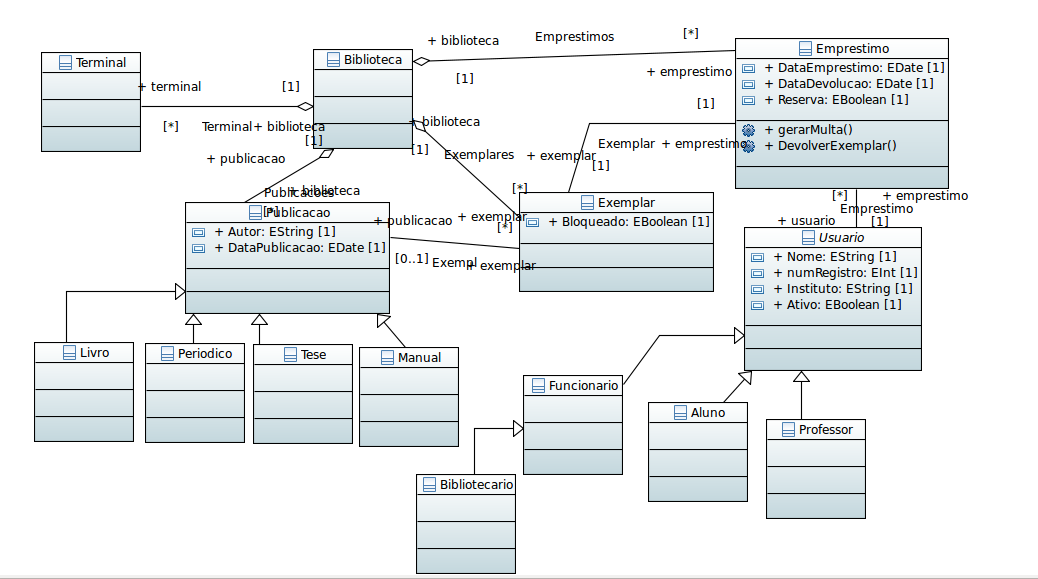 + biblioteca
Emprestimos
[*]
Emprestimo
Terminal
Biblioteca
+ DataEmprestimo: EDate [1]
+ DataDevolucao: EDate [1]
+ Reserva: EBoolean [1]
+ gerarMulta()
+ DevolverExemplar()
+ terminal
[1]
[1]
+ emprestimo
[1]
[*]
Terminal
+ biblioteca
[1]
+ biblioteca
[1]
Exemplares
+ exemplar
[*]
Exemplar
+ emprestimo
[1]
+ publicacao
Publicacoes
+ biblioteca
[*]
Publicacao
+ Autor: EString [1]
+ DataPublicacao: EDate [1]
+ publicacao
+ exemplar
[*]
[0..1]
Exempl
+ exemplar
Exemplar
+ Bloqueado: EBoolean [1]
[*]
+ emprestimo
Emprestimo
+ usuario
[1]
Usuario
+ Nome: EString [1]
+ numRegistro: EInt [1]
+ Instituto: EString [1]
+ Ativo: EBoolean [1]
Livro
Periodico
Tese
Manual
Funcionario
Aluno
Professor
Bibliotecario